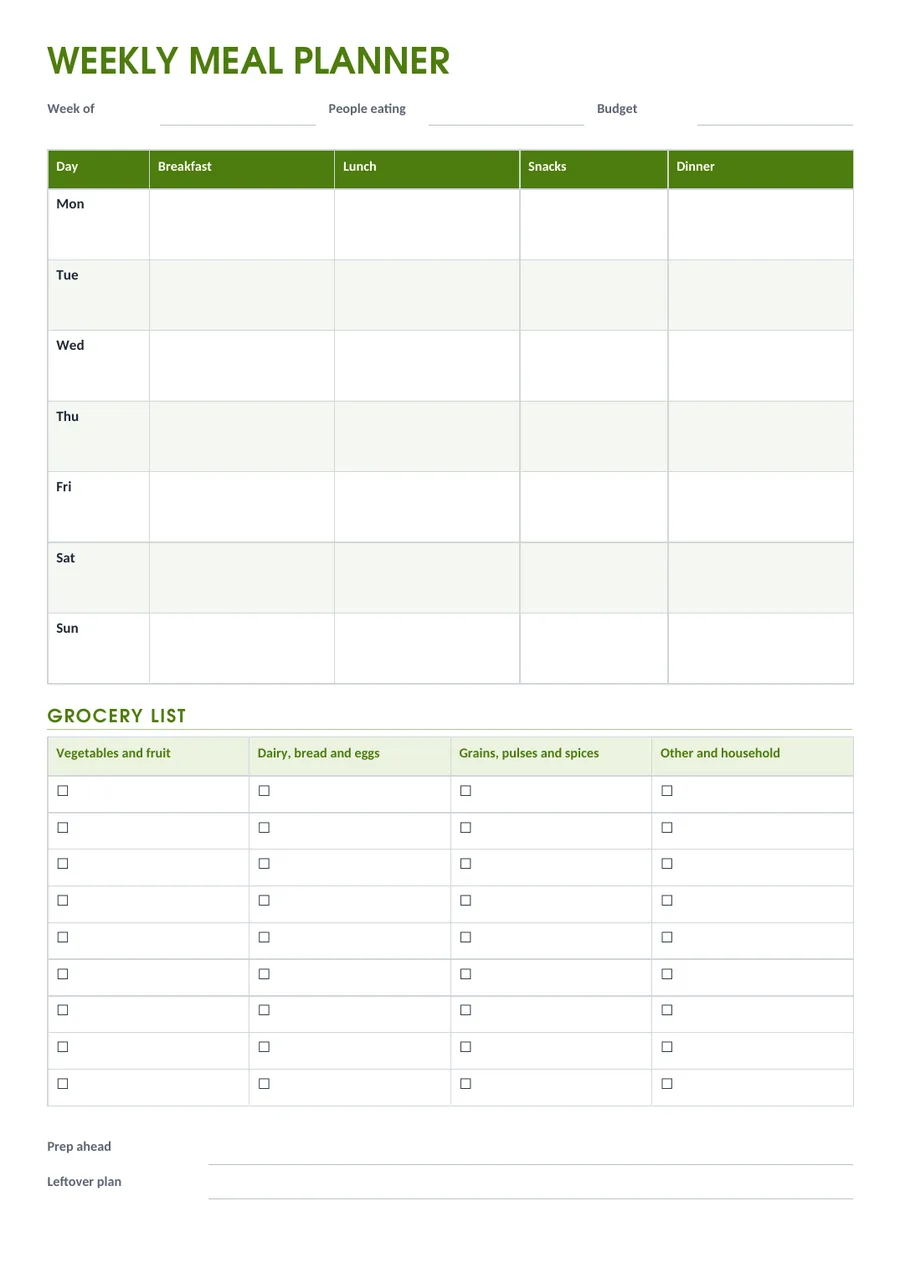 WEEKLY MEAL PLANNER
Week of People eating Budget
Day Breakfast Lunch Snacks Dinner
Mon
Tue
Wed
Thu
Fri
Sat
Sun
GROCERY LIST
Vegetables and fruit Dairy, bread and eggs Grains, pulses and spices Other and household
☐ ☐ ☐ ☐
☐ ☐ ☐ ☐
☐ ☐ ☐ ☐
☐ ☐ ☐ ☐
☐ ☐ ☐ ☐
☐ ☐ ☐ ☐
☐ ☐ ☐ ☐
☐ ☐ ☐ ☐
☐ ☐ ☐ ☐
Prep ahead
Leftover plan